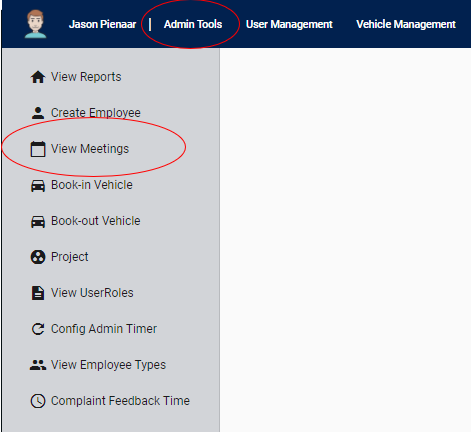 Jason Pienaar | Admin Tools User Management Vehicle Management
View Reports
Create Employee
View Meetings
Book-in Vehicle
Book-out Vehicle
Project
View UserRoles
Config Admin Timer
View Employee Types
Complaint Feedback Time